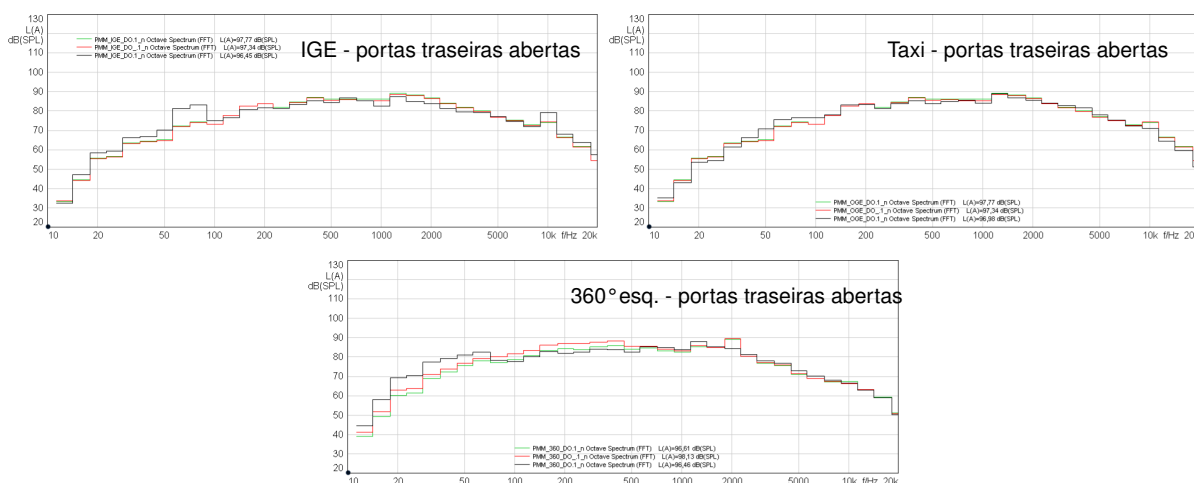 IGE - portas traseiras abertas
L(A)
dB(SPL)
130
110
100
90
80
70
60
50
40
30
20
PMM_IGE_DO.1_n Octave Spectrum (FFT) L(A)=97,77 dB(SPL)
PMM_IGE_DO_.1_n Octave Spectrum (FFT) L(A)=97,34 dB(SPL)
PMM_IGE_DO.1_n Octave Spectrum (FFT) L(A)=96,45 dB(SPL)
10 20 50 100 200 500 1000 2000 5000 10k f/Hz 20k
Taxi - portas traseiras abertas
L(A)
dB(SPL)
130
110
100
90
80
70
60
50
40
30
20
PMM_OGE_DO.1_n Octave Spectrum (FFT) L(A)=97,77 dB(SPL)
PMM_OGE_DO_.1_n Octave Spectrum (FFT) L(A)=97,34 dB(SPL)
PMM_OGE_DO.1_n Octave Spectrum (FFT) L(A)=96,98 dB(SPL)
10 20 50 100 200 500 1000 2000 5000 10k f/Hz 20
360° esq. - portas traseiras abertas
L(A)
dB(SPL)
130
110
100
90
80
70
60
50
40
30
20
PMM_360_DO.1_n Octave Spectrum (FFT) L(A)=96,61 dB(SPL)
PMM_360_DO_.1_n Octave Spectrum (FFT) L(A)=98,13 dB(SPL)
PMM_360_DO.1_n Octave Spectrum (FFT) L(A)=96,46 dB(SPL)
10 20 50 100 200 500 1000 2000 5000 10k f/Hz 20k